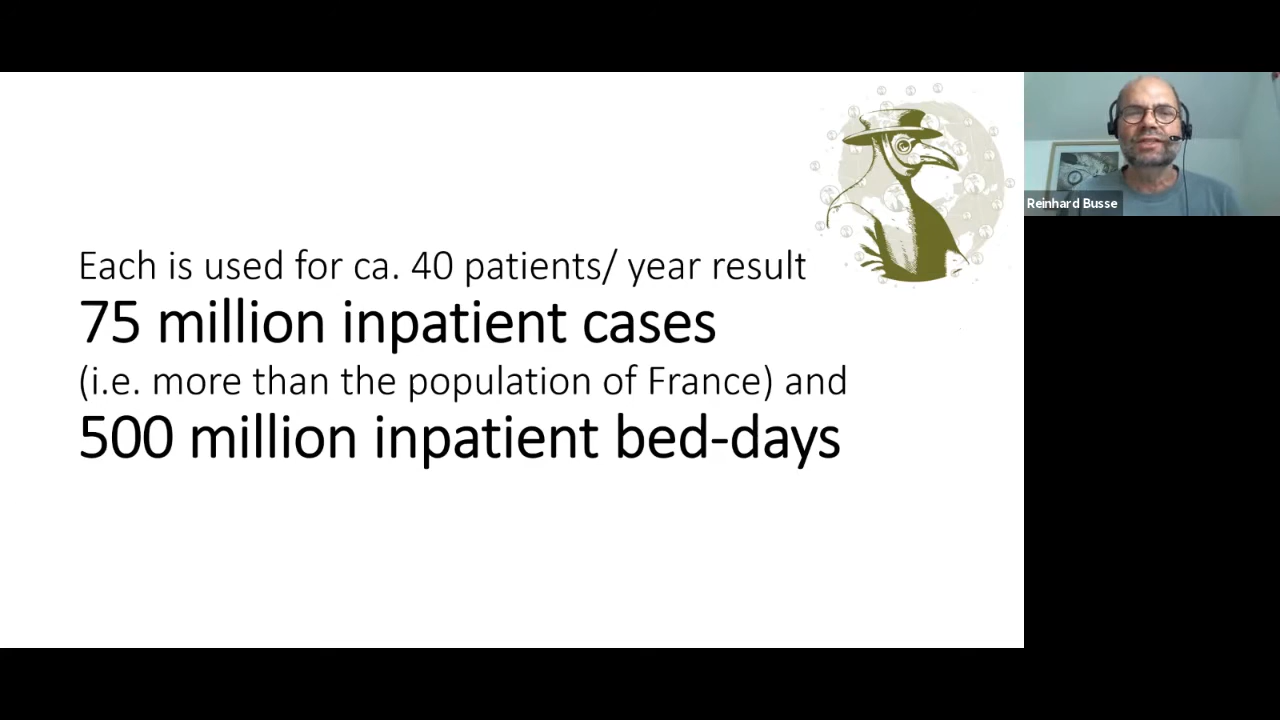 Each is used for ca. 40 patients/ year result
75 million inpatient cases
(i.e. more than the population of France) and
500 million inpatient bed-days
Reinhard Busse